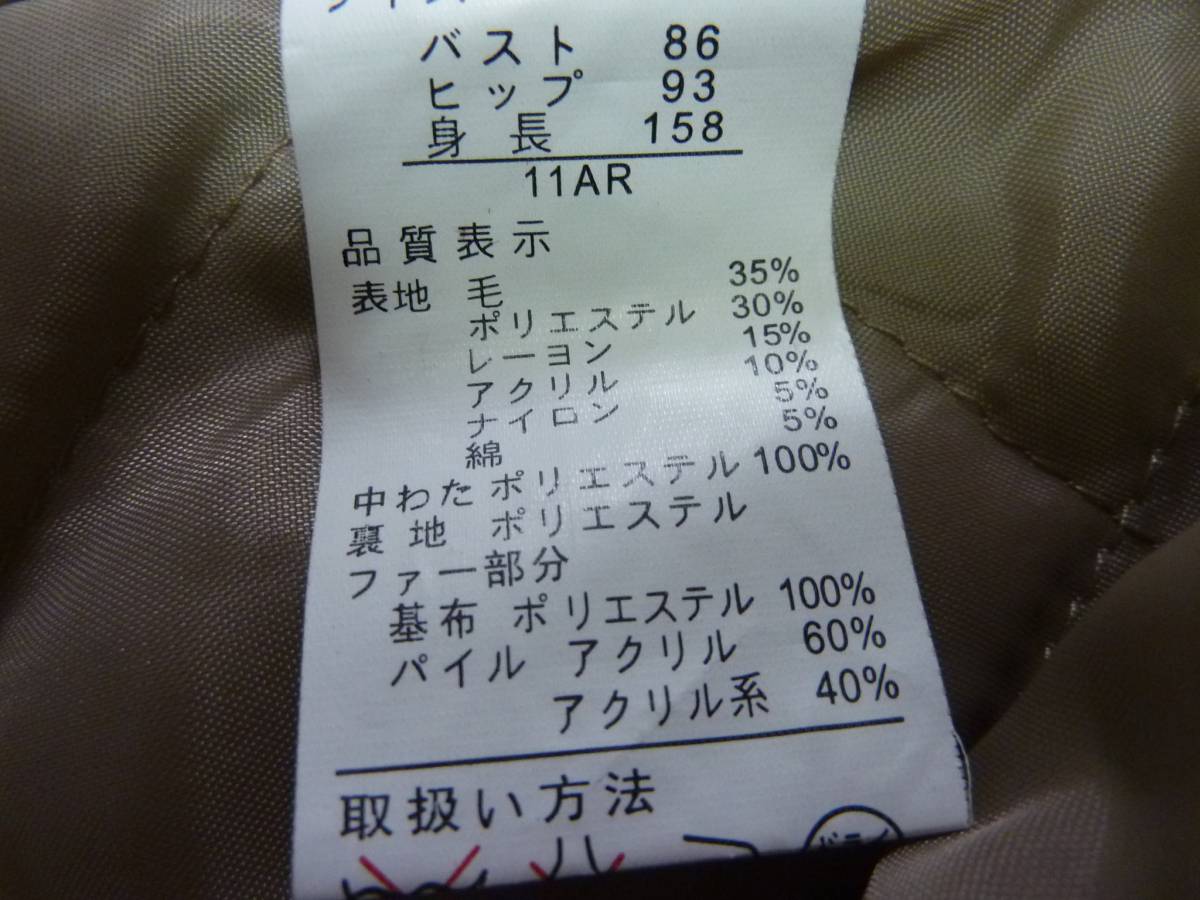 バスト 86
ヒップ 93
身長 158
11AR
品質表示
表地 毛 35%
ポリエステル 30%
レーヨン 15%
アクリル 10%
ナイロン 5%
綿 5%
中わた ポリエステル 100%
裏地 ポリエステル
ファー部分
基布 ポリエステル 100%
パイル アクリル 60%
アクリル系 40%
取扱い方法
ドライ